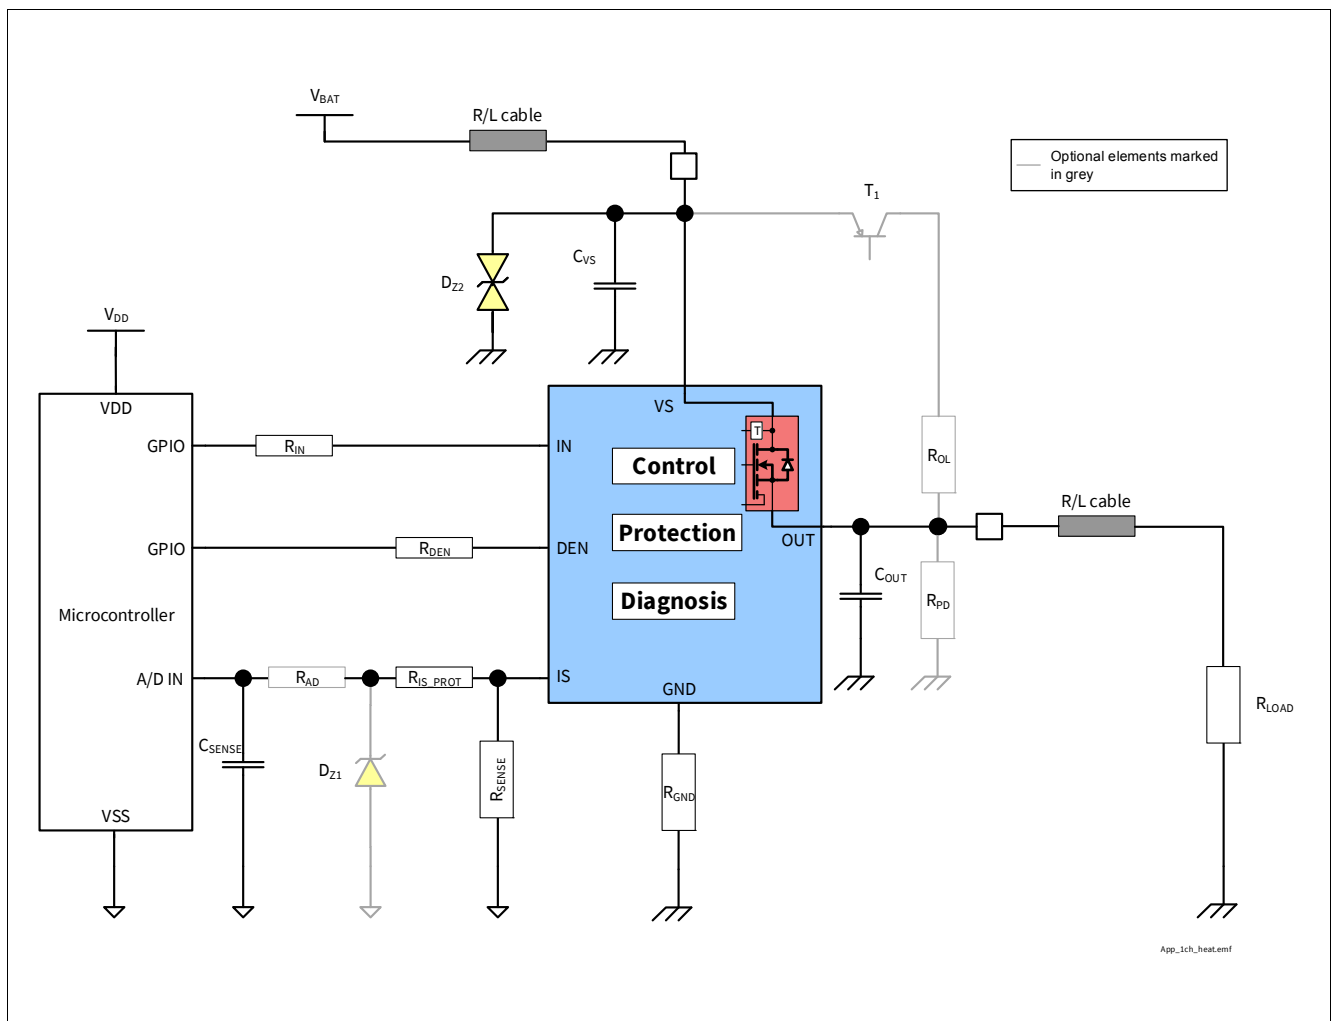 VBAT
R/L cable
Optional elements marked
in grey
T1
CVS
DZ2
VDD
VDD
VS
GPIO
RIN
IN
T
Control
ROL
R/L cable
Protection
OUT
GPIO
RDEN
DEN
COUT
RPD
Diagnosis
Microcontroller
A/D IN
RAD
RIS_PROT
IS
GND
RLOAD
CSENSE
DZ1
RSENSE
RGND
VSS
App_1ch_heat.emf